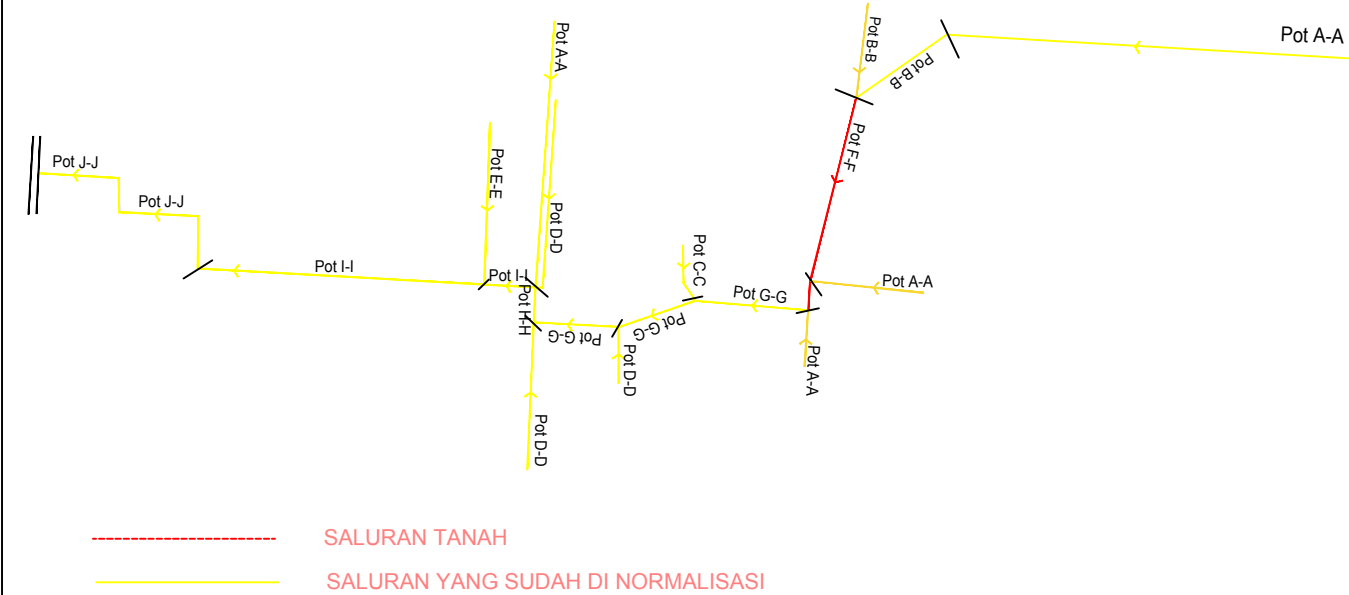 Pot A-A
Pot B-B
Pot B-B
Pot A-A
Pot F-F
Pot J-J
Pot E-E
Pot J-J
Pot D-D
Pot C-C
Pot I-I
Pot I-I
Pot A-A
Pot G-G
Pot H-H
Pot G-G
Pot G-G
Pot D-D
Pot A-A
Pot D-D
SALURAN TANAH
SALURAN YANG SUDAH DI NORMALISASI